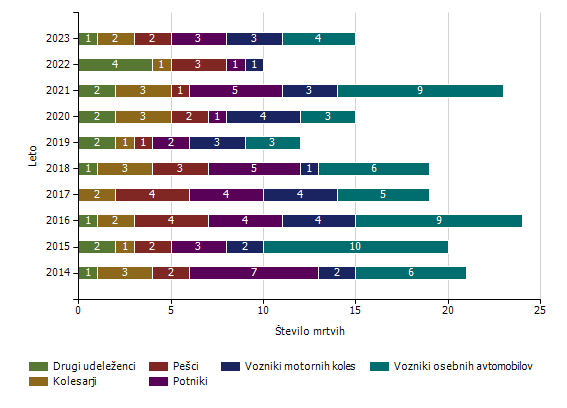 2023 1 2 2 3 3 4
2022 4 1 3 1 1
2021 2 3 1 5 3 9
2020 2 3 2 1 4 3
2019 2 1 1 2 3 3
2018 1 3 3 5 1 6
2017 2 4 4 4 5
2016 1 2 4 4 4 9
2015 2 1 2 3 2 10
2014 1 3 2 7 2 6
Leto
0 5 10 15 20 25
Število mrtvih
Drugi udeleženci Pešci Vozniki motornih koles Vozniki osebnih avtomobilov
Kolesarji Potniki